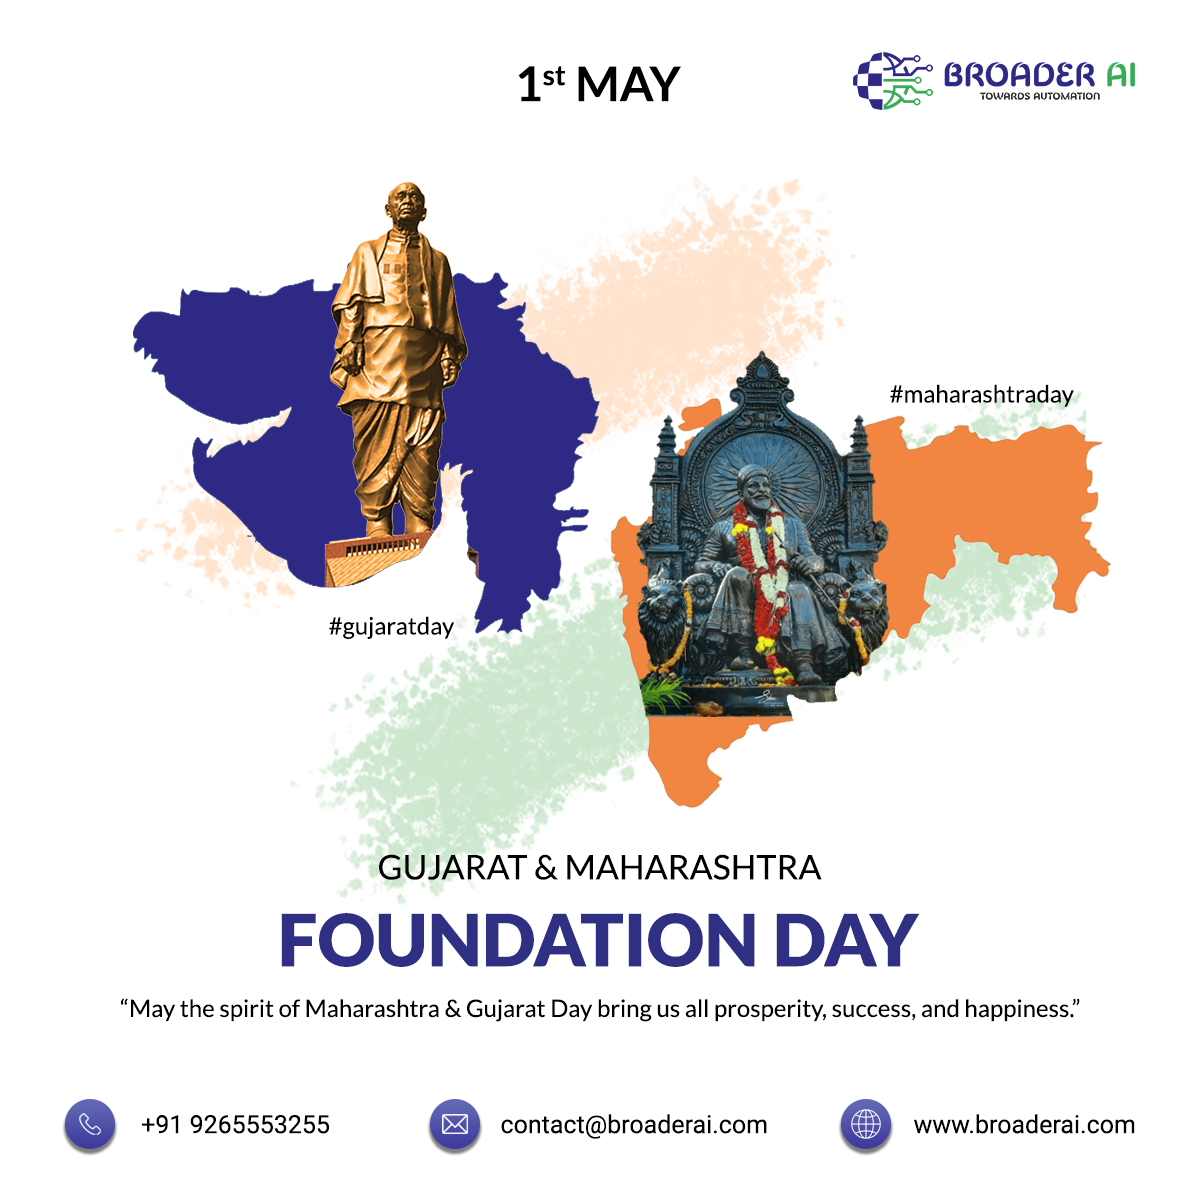 1st MAY
BROADER AI
TOWARDS AUTOMATION
#maharashtraday
#gujaratday
GUJARAT & MAHARASHTRA
FOUNDATION DAY
“May the spirit of Maharashtra & Gujarat Day bring us all prosperity, success, and happiness.”
+91 9265553255
contact@broaderai.com
www.broaderai.com